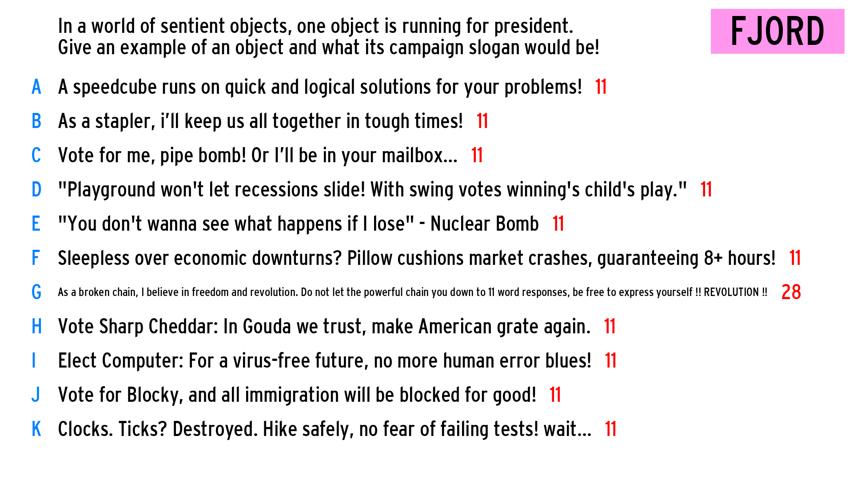 In a world of sentient objects, one object is running for president.
Give an example of an object and what its campaign slogan would be!
FJORD
A A speedcube runs on quick and logical solutions for your problems! 11
B As a stapler, i'll keep us all together in tough times! 11
C Vote for me, pipe bomb! Or I'll be in your mailbox... 11
D "Playground won't let recessions slide! With swing votes winning's child's play." 11
E "You don't wanna see what happens if I lose" - Nuclear Bomb 11
F Sleepless over economic downturns? Pillow cushions market crashes, guaranteeing 8+ hours! 11
G As a broken chain, I believe in freedom and revolution. Do not let the powerful chain you down to 11 word responses, be free to express yourself !! REVOLUTION !! 28
H Vote Sharp Cheddar: In Gouda we trust, make American grate again. 11
I Elect Computer: For a virus-free future, no more human error blues! 11
J Vote for Blocky, and all immigration will be blocked for good! 11
K Clocks. Ticks? Destroyed. Hike safely, no fear of failing tests! wait... 11